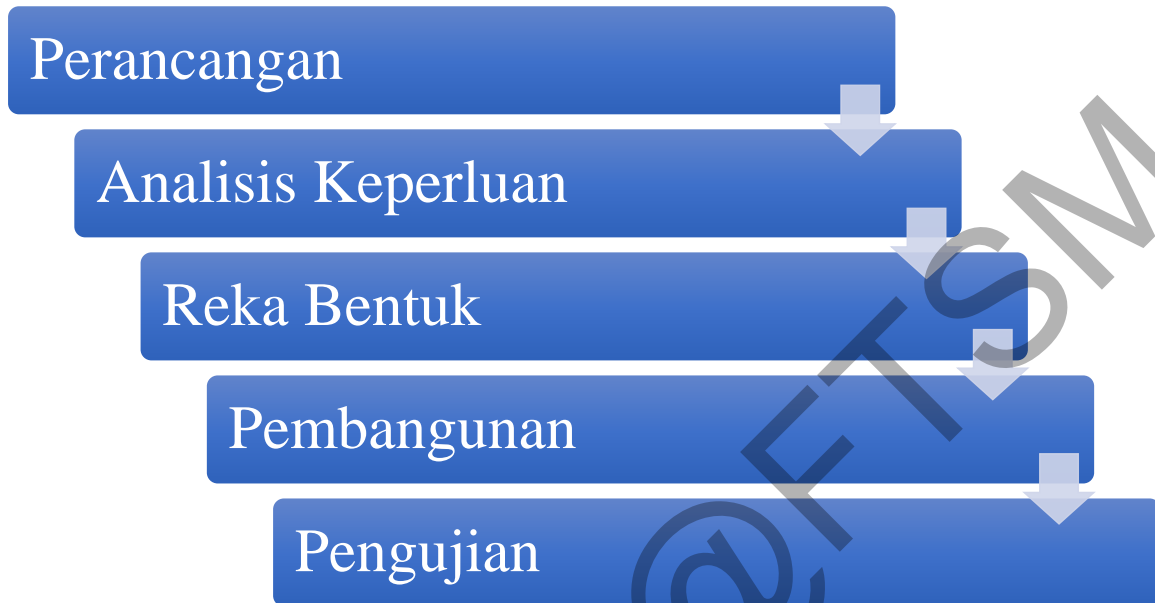 Perancangan
Analisis Keperluan
Reka Bentuk
Pembangunan
Pengujian
@FTSM